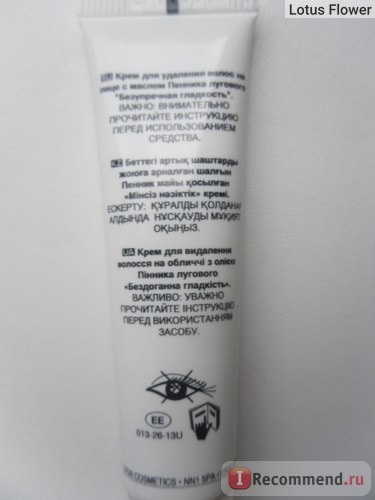 Lotus Flower
Крем для удаления волос на
лице с маслом Пенника лугового
"Безупречная гладкость".
ВАЖНО: ВНИМАТЕЛЬНО
ПРОЧИТАЙТЕ ИНСТРУКЦИЮ
ПЕРЕД ИСПОЛЬЗОВАНИЕМ
СРЕДСТВА.
KZ Беттегі артық шаштарды
жоюға арналған шалғын
Пенник майы қосылған
«Мінсіз нәзіктік» кремі.
ЕСКЕРТУ: ҚҰРАЛДЫ ҚОЛДАНАР
АЛДЫНДА НҰСҚАУДЫ МҰҚИЯТ
ОҚЫҢЫЗ.
UA Крем для видалення
волосся на обличчі з олією
Пінника лугового
«Бездоганна гладкість».
ВАЖЛИВО: УВАЖНО
ПРОЧИТАЙТЕ ІНСТРУКЦІЮ
ПЕРЕД ВИКОРИСТАННЯМ
ЗАСОБУ.
EE
013-26-13U
COSMETICS • NN1 5PA
IRecommend.ru